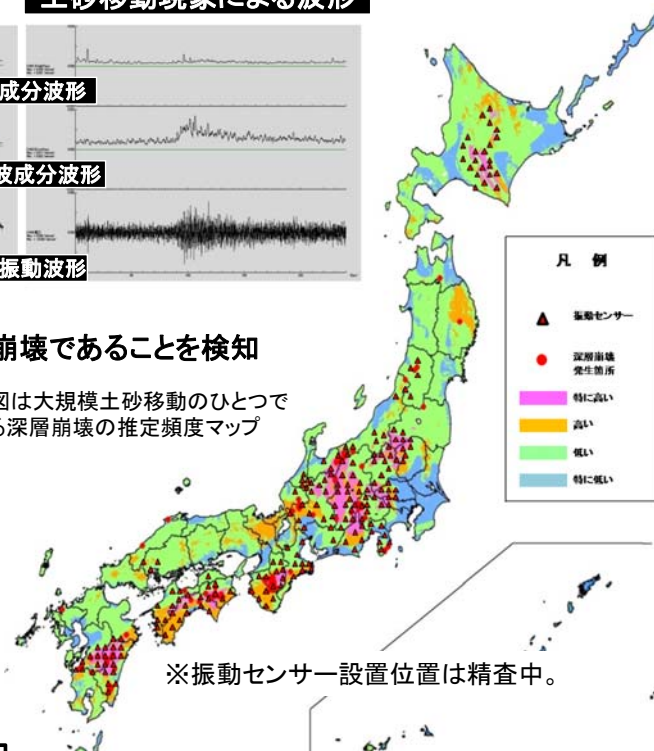 土砂移動現象による波形
成分波形
波成分波形
振動波形
崩壊であることを検知
図は大規模土砂移動のひとつで
る深層崩壊の推定頻度マップ
凡 例
振動センサー
深層崩壊
発生箇所
特に高い
高い
低い
特に低い
※振動センサー設置位置は精査中。